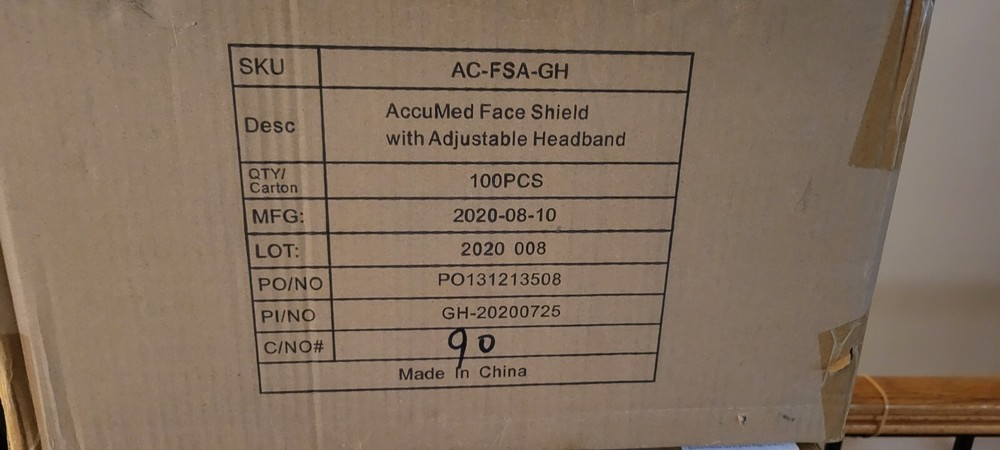 SKU AC-FSA-GH
Desc AccuMed Face Shield
with Adjustable Headband
QTY/
Carton 100PCS
MFG: 2020-08-10
LOT: 2020 008
PO/NO PO131213508
PI/NO GH-20200725
C/NO# 90
Made In China